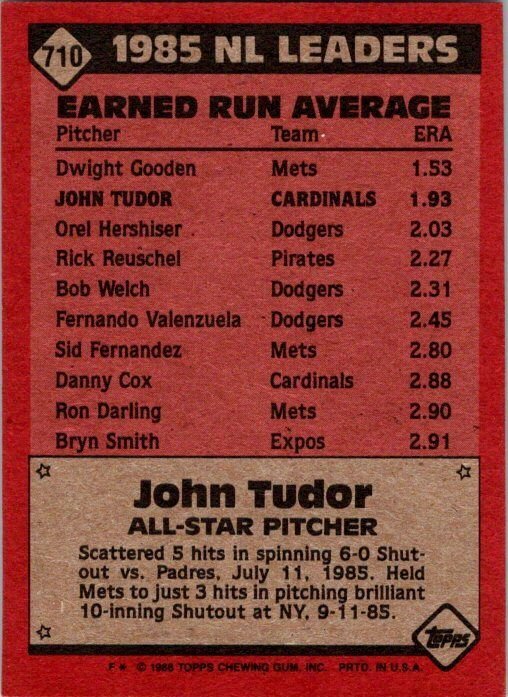 710 1985 NL LEADERS
EARNED RUN AVERAGE
Pitcher Team ERA
Dwight Gooden Mets 1.53
JOHN TUDOR CARDINALS 1.93
Orel Hershiser Dodgers 2.03
Rick Reuschel Pirates 2.27
Bob Welch Dodgers 2.31
Fernando Valenzuela Dodgers 2.45
Sid Fernandez Mets 2.80
Danny Cox Cardinals 2.88
Ron Darling Mets 2.90
Bryn Smith Expos 2.91
John Tudor
ALL-STAR PITCHER
Scattered 5 hits in spinning 6-0 Shut-
out vs. Padres, July 11, 1985. Held
Mets to just 3 hits in pitching brilliant
10-inning Shutout at NY, 9-11-85.
Topps
F # © 1986 TOPPS CHEWING GUM, INC. PRTD. IN U.S.A.